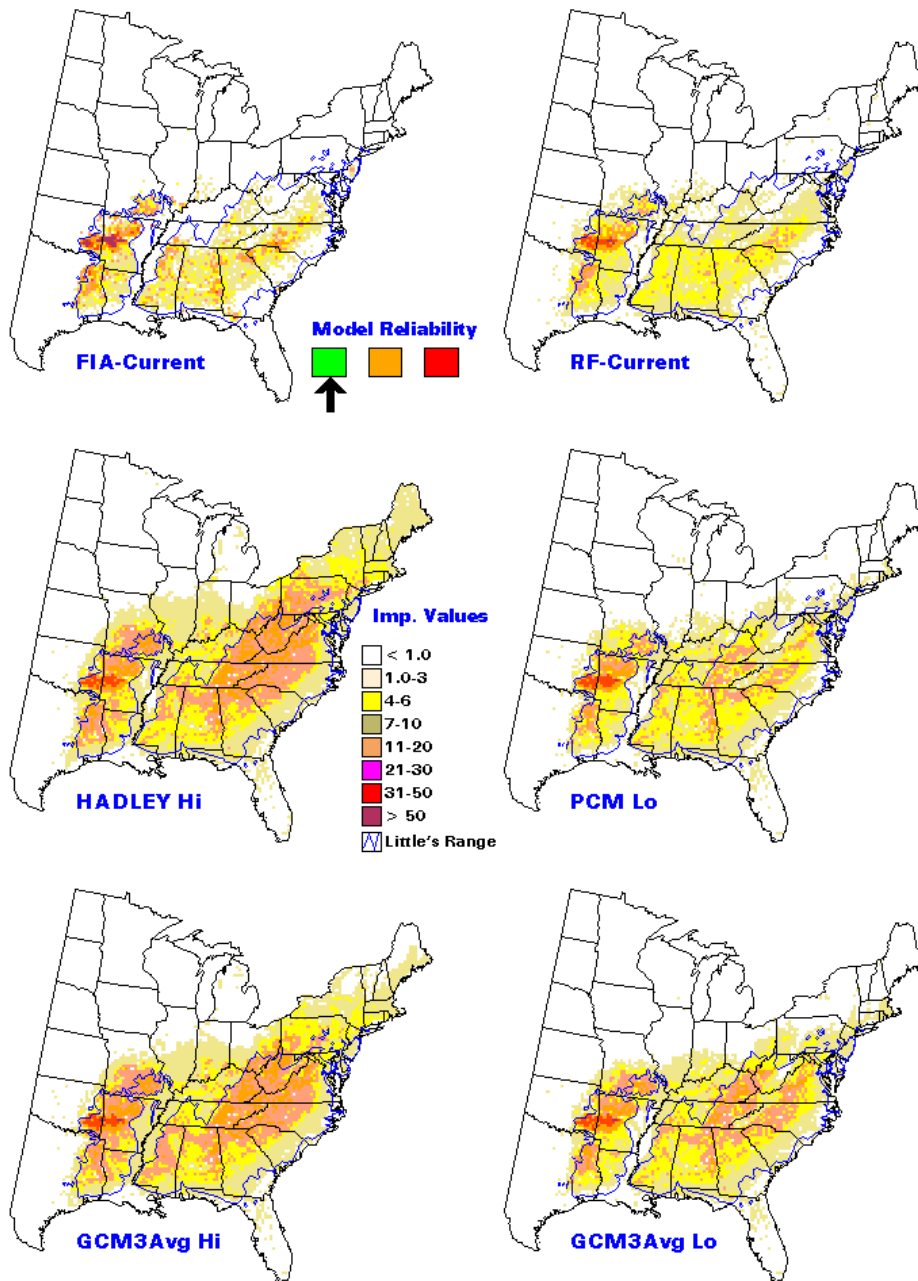 Model Reliability
FIA-Current
RF-Current
Imp. Values
< 1.0
1.0-3
4-6
7-10
11-20
21-30
31-50
> 50
Little's Range
HADLEY Hi
PCM Lo
GCM3Avg Hi
GCM3Avg Lo